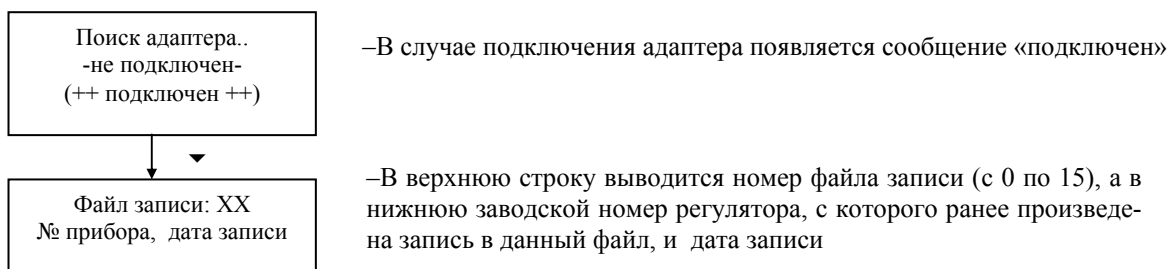 Поиск адаптера..
-не подключен-
(++ подключен ++)
–В случае подключения адаптера появляется сообщение «подключен»
Файл записи: XX
№ прибора, дата записи
–В верхнюю строку выводится номер файла записи (с 0 по 15), а в
нижнюю заводской номер регулятора, с которого ранее произведе-
на запись в данный файл, и дата записи